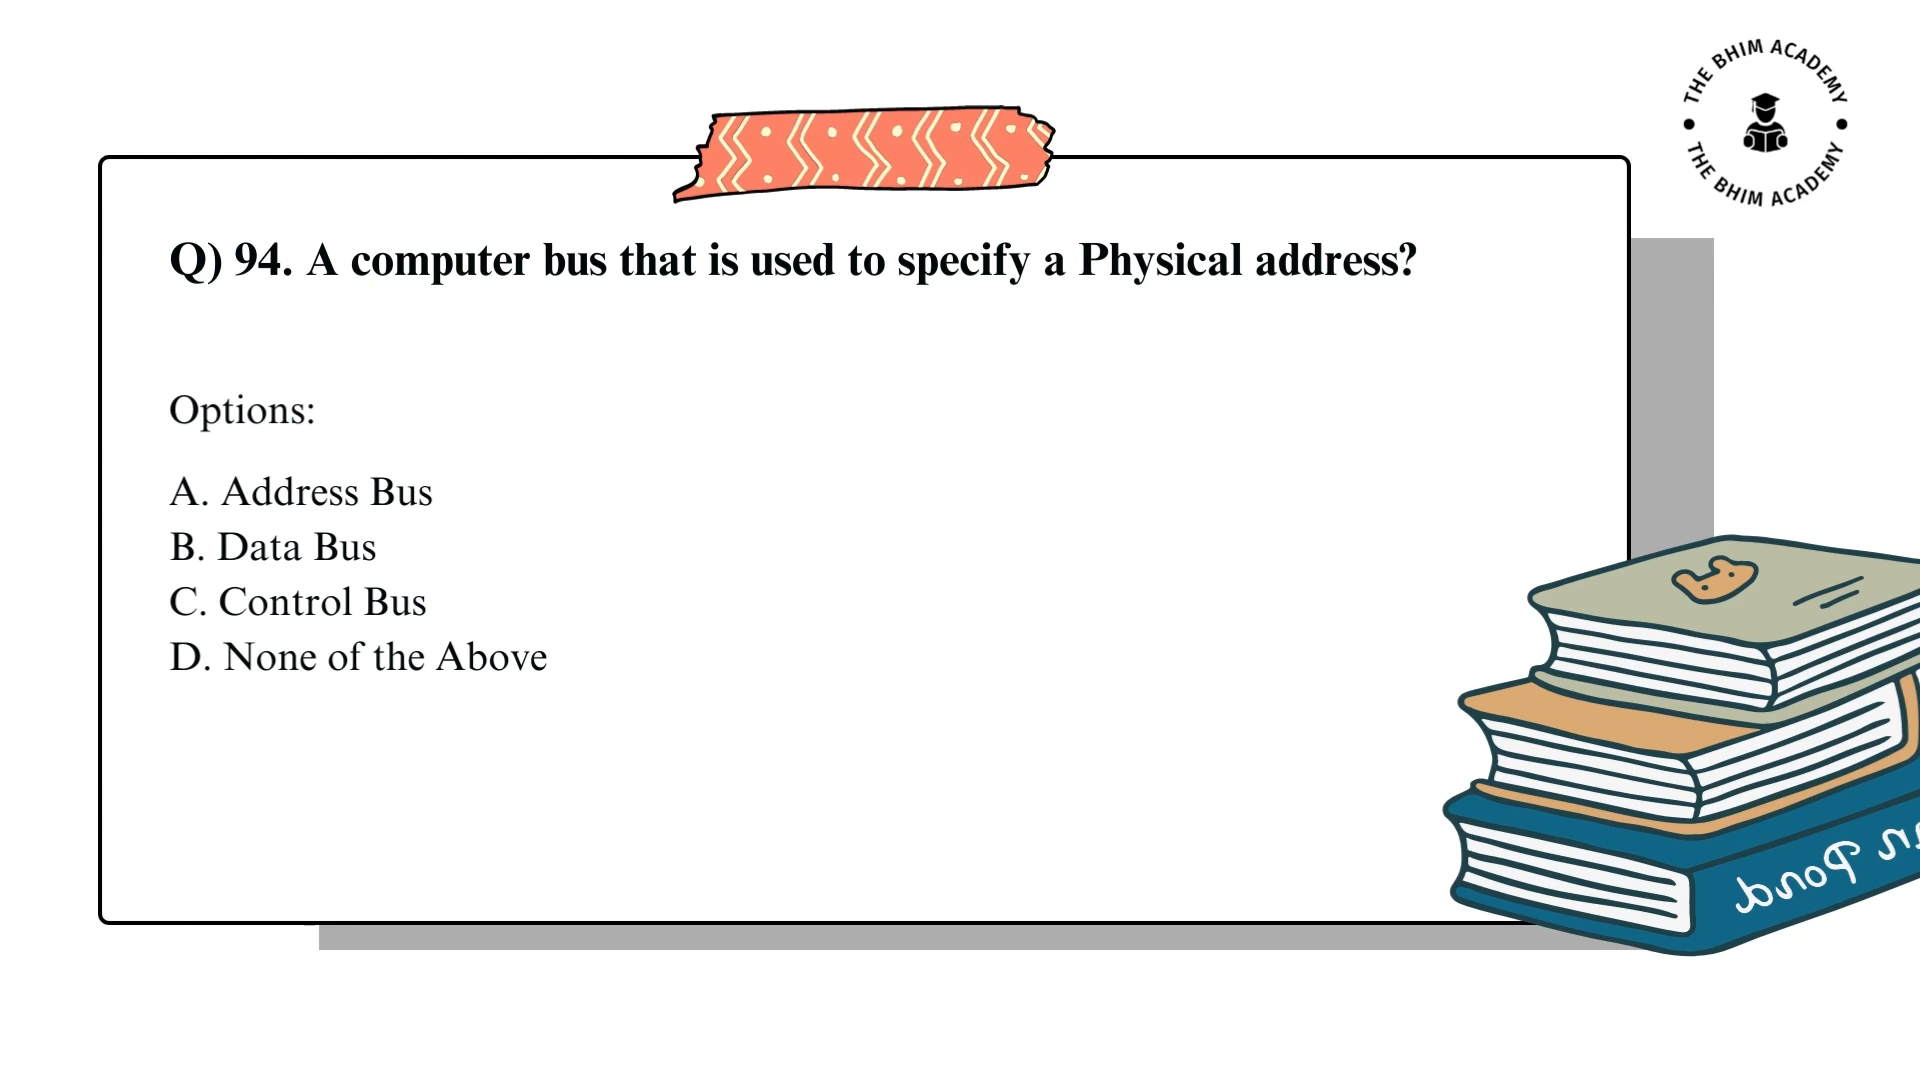 THE BHIM ACADEMY
THE BHIM ACADEMY
Q) 94. A computer bus that is used to specify a Physical address?
Options:
A. Address Bus
B. Data Bus
C. Control Bus
D. None of the Above
Pond